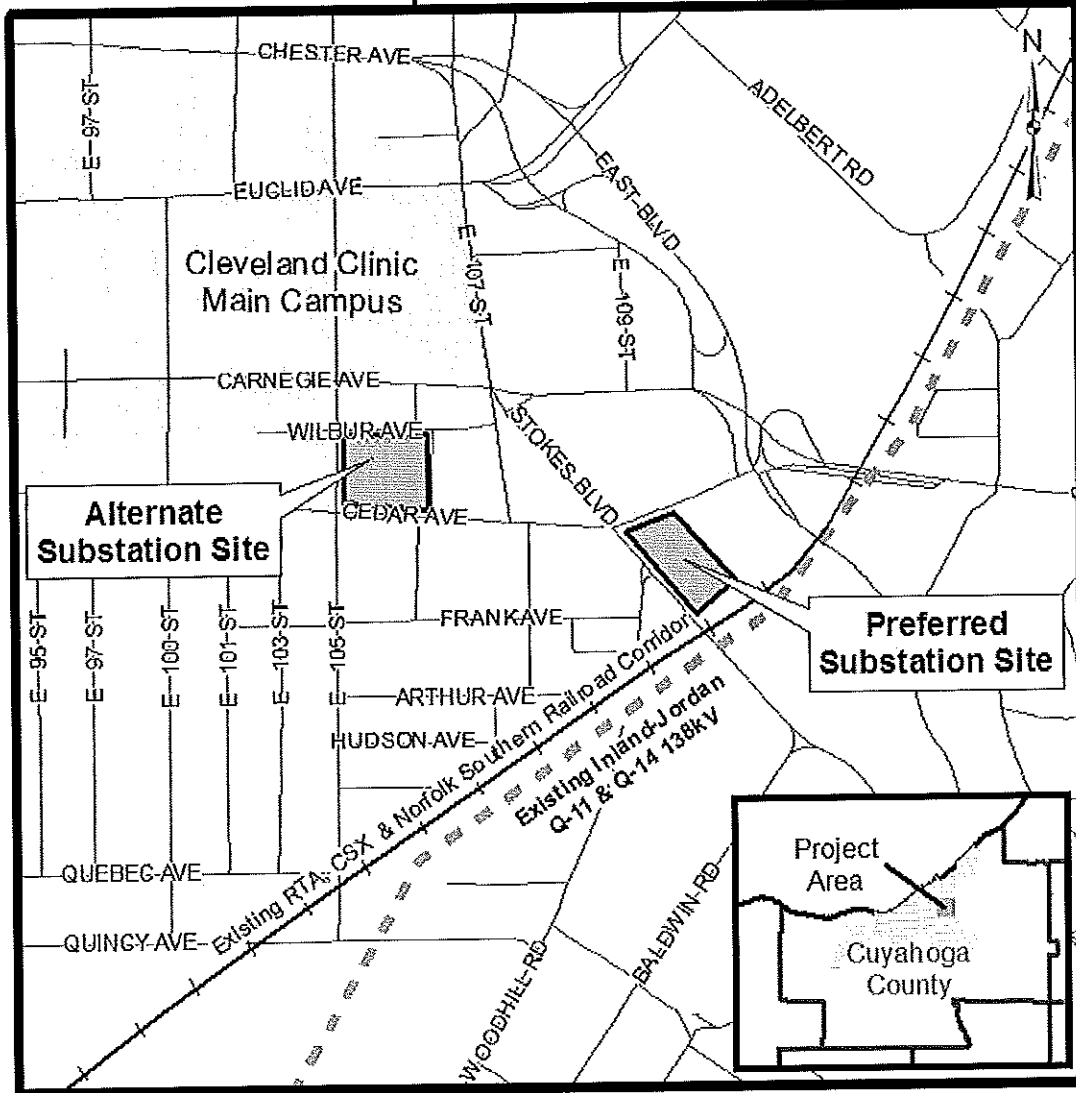 N
CHESTER AVE
ADELBERT RD
E 97 ST
EAST BLVD
EUCLID AVE
Cleveland Clinic
Main Campus
E 107 ST
E 109 ST
CARNEGIE AVE
STOKES BLVD
WILBUR AVE
Alternate
Substation Site
CEDAR AVE
FRANK AVE
Preferred
Substation Site
E 95 ST
E 97 ST
E 100 ST
E 101 ST
E 103 ST
E 105 ST
ARTHUR AVE
HUDSON AVE
Existing RTA, CSX & Norfolk Southern Railroad Corridor
Existing Inland-Jordan
Q-11 & Q-14 138kV
QUEBEC AVE
QUINCY AVE
WOODHILL RD
BALDWIN RD
Project
Area
Cuyahoga
County